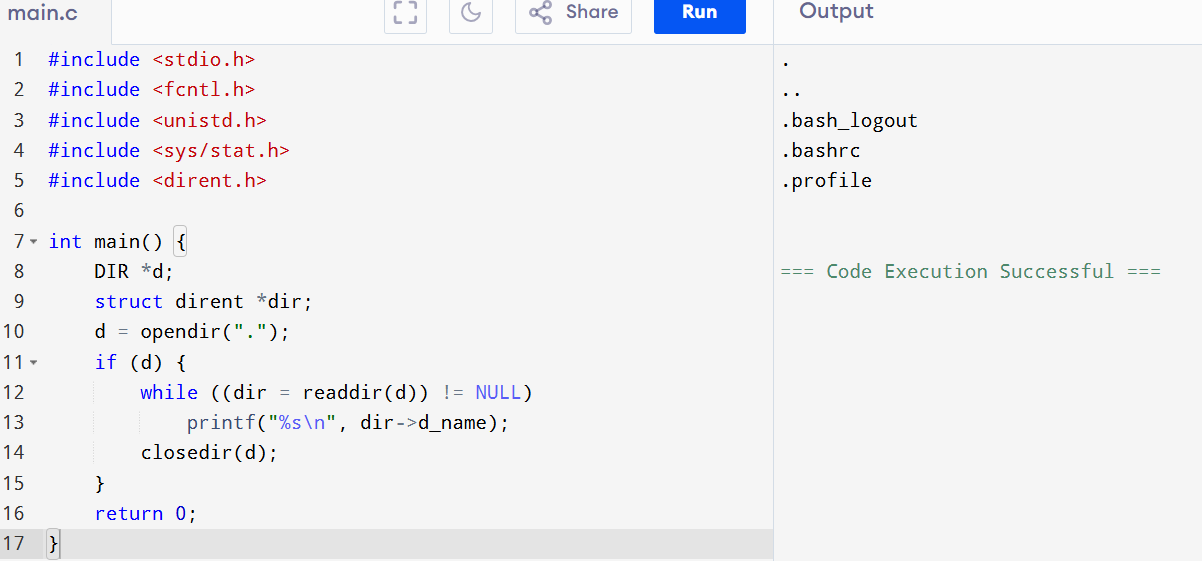 main.c
Share
Run
Output
1 #include <stdio.h>
2 #include <fcntl.h>
3 #include <unistd.h>
4 #include <sys/stat.h>
5 #include <dirent.h>
6
7 int main() {
8     DIR *d;
9     struct dirent *dir;
10     d = opendir(".");
11     if (d) {
12         while ((dir = readdir(d)) != NULL)
13             printf("%s\n", dir->d_name);
14         closedir(d);
15     }
16     return 0;
17 }
.
..
.bash_logout
.bashrc
.profile
=== Code Execution Successful ===